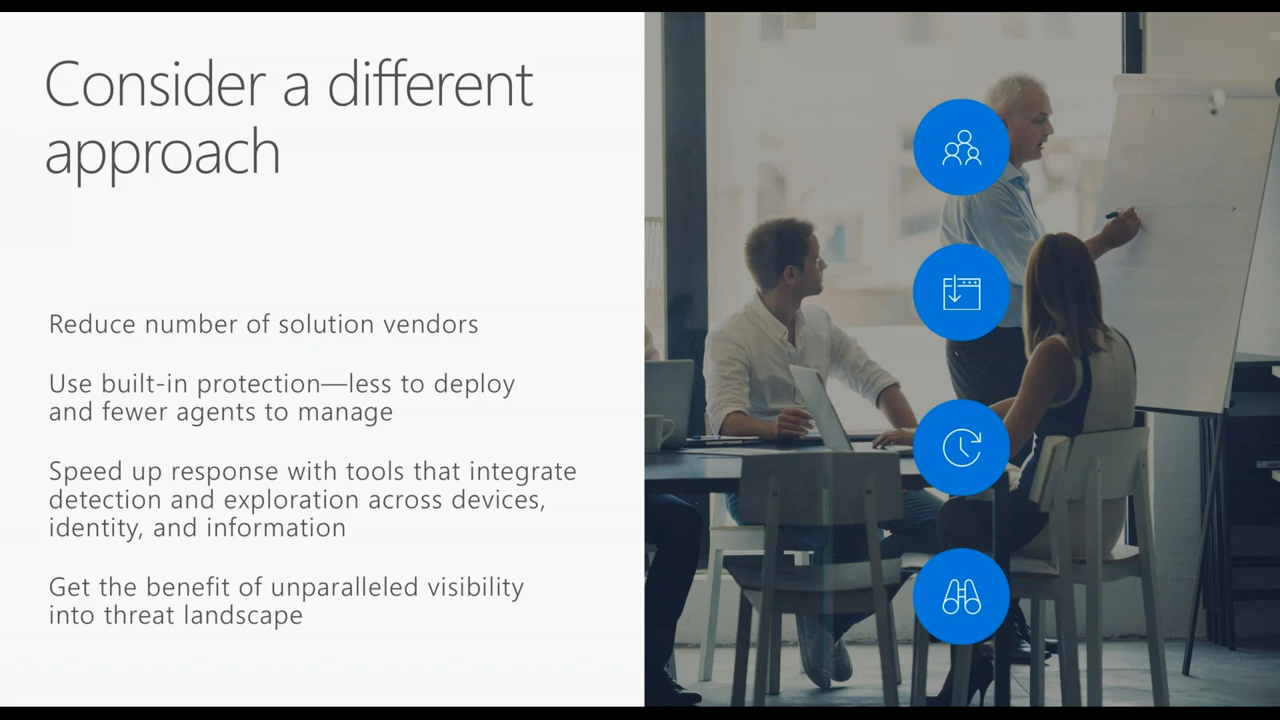 Consider a different
approach
Reduce number of solution vendors
Use built-in protection—less to deploy
and fewer agents to manage
Speed up response with tools that integrate
detection and exploration across devices,
identity, and information
Get the benefit of unparalleled visibility
into threat landscape